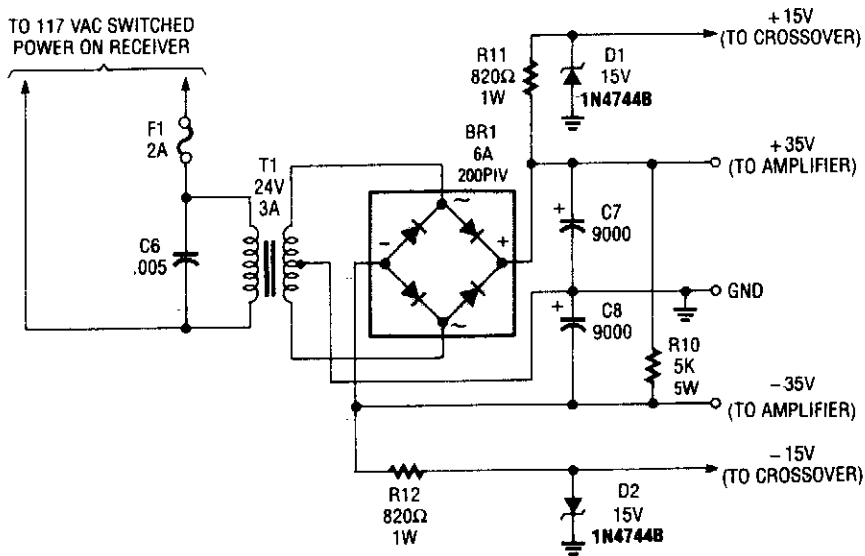 TO 117 VAC SWITCHED
POWER ON RECEIVER
F1
2A
C6
.005
T1
24V
3A
BR1
6A
200PIV
~
-
+
~
R11
820Ω
1W
D1
15V
1N4744B
+15V
(TO CROSSOVER)
+35V
(TO AMPLIFIER)
+
C7
9000
GND
+
C8
9000
R10
5K
5W
-35V
(TO AMPLIFIER)
-15V
(TO CROSSOVER)
R12
820Ω
1W
D2
15V
1N4744B